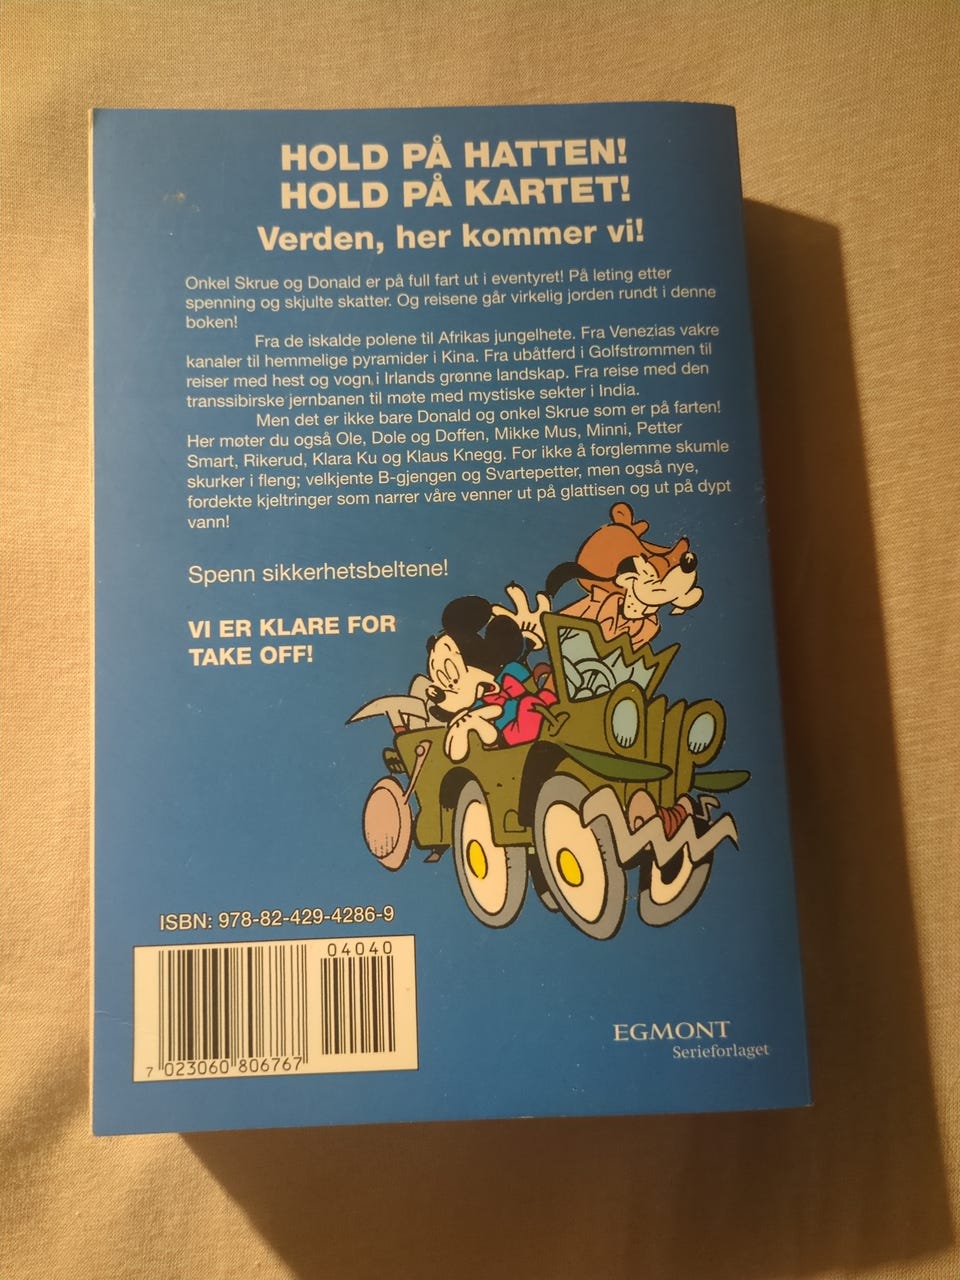 HOLD PÅ HATTEN!
HOLD PÅ KARTET!
Verden, her kommer vi!
Onkel Skrue og Donald er på full fart ut i eventyret! På leting etter
spenning og skjulte skatter. Og reisene går virkelig jorden rundt i denne
boken!
Fra de iskalde polene til Afrikas jungelhete. Fra Venezias vakre
kanaler til hemmelige pyramider i Kina. Fra ubåtferd i Golfstrømmen til
reiser med hest og vogn i Irlands grønne landskap. Fra reise med den
transsibirske jernbanen til møte med mystiske sekter i India.
Men det er ikke bare Donald og onkel Skrue som er på farten!
Her møter du også Ole, Dole og Doffen, Mikke Mus, Minni, Petter
Smart, Rikerud, Klara Ku og Klaus Knegg. For ikke å forglemme skumle
skurker i fleng; velkjente B-gjengen og Svartepetter, men også nye,
fordekte kjeltringer som narrer våre venner ut på glattisen og ut på dypt
vann!
Spenn sikkerhetsbeltene!
VI ER KLARE FOR
TAKE OFF!
ISBN: 978-82-429-4286-9
04040
7 023060 806767
EGMONT
Serieforlaget